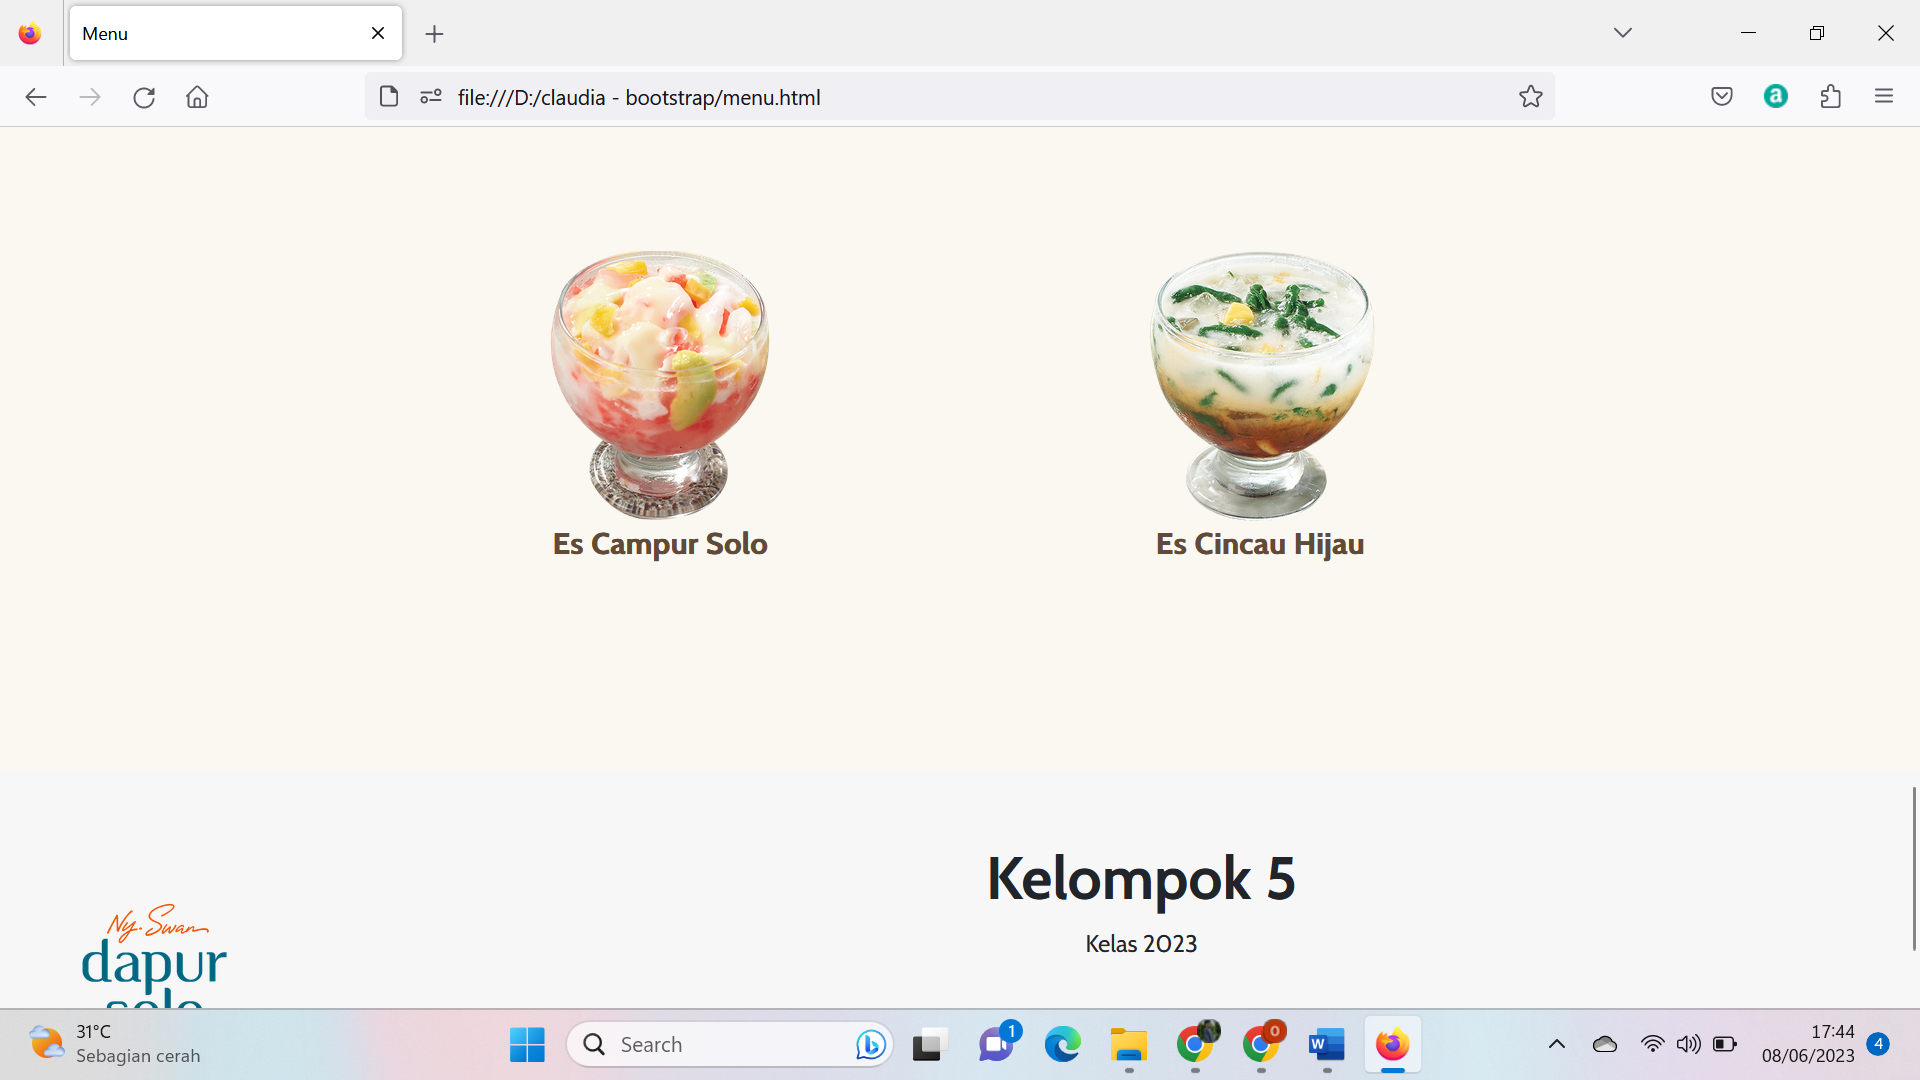 Menu
file:///D:/claudia - bootstrap/menu.html
a
Es Campur Solo
Es Cincau Hijau
Kelompok 5
Kelas 2023
Ny. Swan
dapur
solo
31°C
Sebagian cerah
Search
1
0
W
17:44
08/06/2023
4